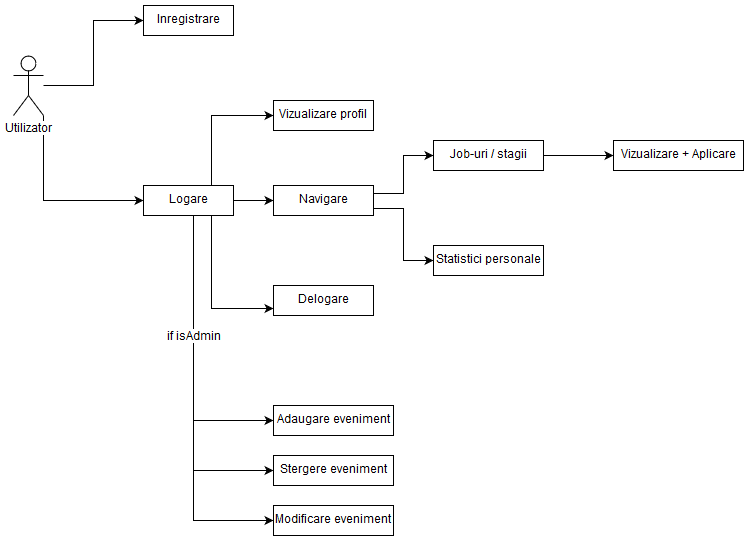 Inregistrare
Utilizator
Vizualizare profil
Job-uri / stagii
Vizualizare + Aplicare
Logare
Navigare
Statistici personale
Delogare
if isAdmin
Adaugare eveniment
Stergere eveniment
Modificare eveniment